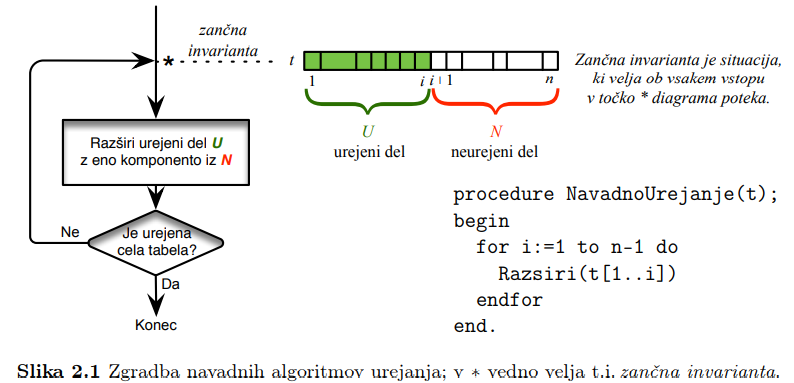 zančna
invarianta
*
t
1
i i+1
n
Zančna invarianta je situacija,
ki velja ob vsakem vstopu
v točko * diagrama poteka.
U
urejeni del
N
neurejeni del
Razširi urejeni del U
z eno komponento iz N
Ne
Je urejena
cela tabela?
Da
Konec
procedure NavadnoUrejanje(t);
begin
for i:=1 to n-1 do
Razsiri(t[1..i])
endfor
end.
Slika 2.1 Zgradba navadnih algoritmov urejanja; v * vedno velja t.i. zančna invarianta.